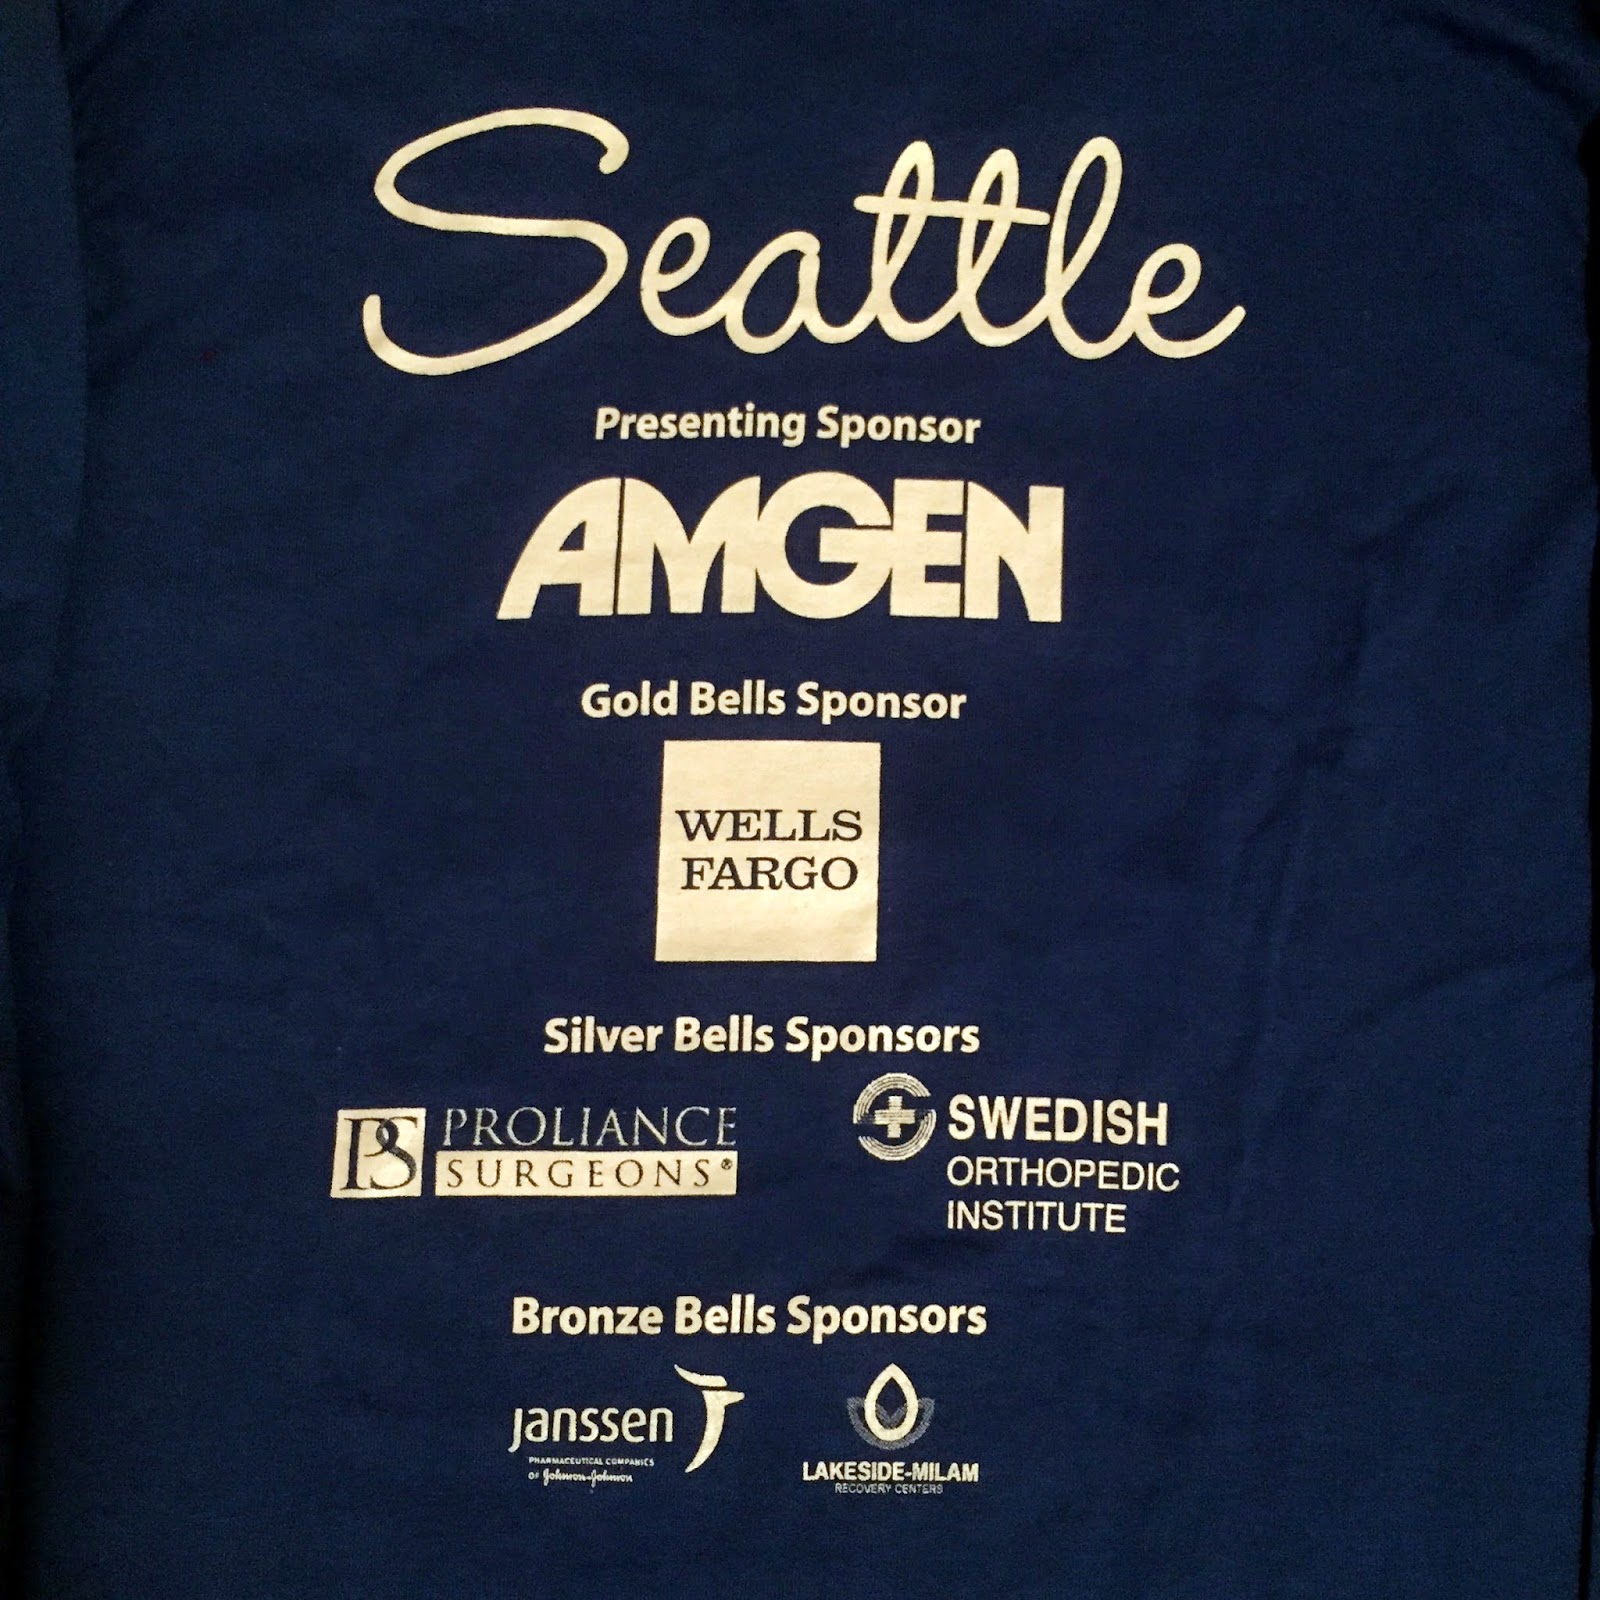 Seattle
Presenting Sponsor
AMGEN
Gold Bells Sponsor
WELLS
FARGO
Silver Bells Sponsors
PS PROLIANCE
SURGEONS®
SWEDISH
ORTHOPEDIC
INSTITUTE
Bronze Bells Sponsors
janssen
PHARMACEUTICAL COMPANIES
OF Johnson & Johnson
LAKESIDE-MILAM
RECOVERY CENTERS